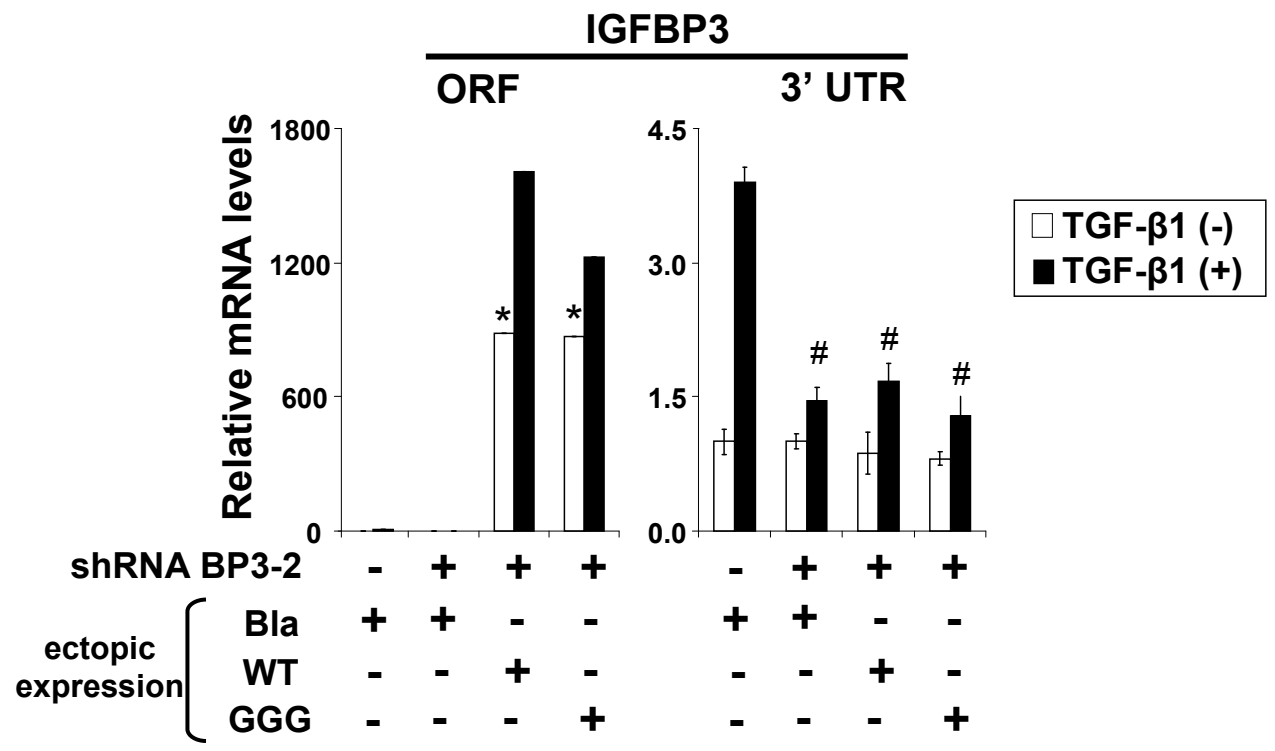 IGFBP3
ORF 3’ UTR
Relative mRNA levels
1800
1200
600
0
4.5
3.0
1.5
0.0
* *
# # #
TGF-β1 (-)
TGF-β1 (+)
shRNA BP3-2 - + + + - + + +
ectopic expression
Bla + + - - + + - -
WT - - + - - - + -
GGG - - - + - - - +